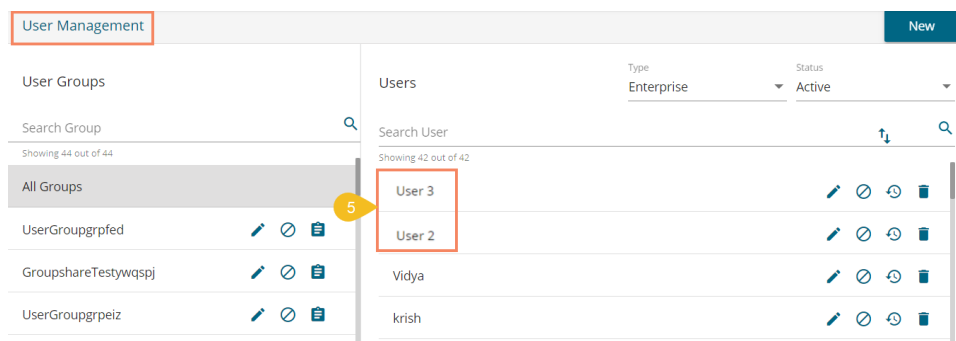 User Management
New
User Groups
Search Group
Showing 44 out of 44
All Groups
UserGroupgrpfed
GroupshareTestywqspj
UserGroupgrpeiz
Users
Type
Enterprise
Status
Active
Search User
Showing 42 out of 42
5
User 3
User 2
Vidya
krish